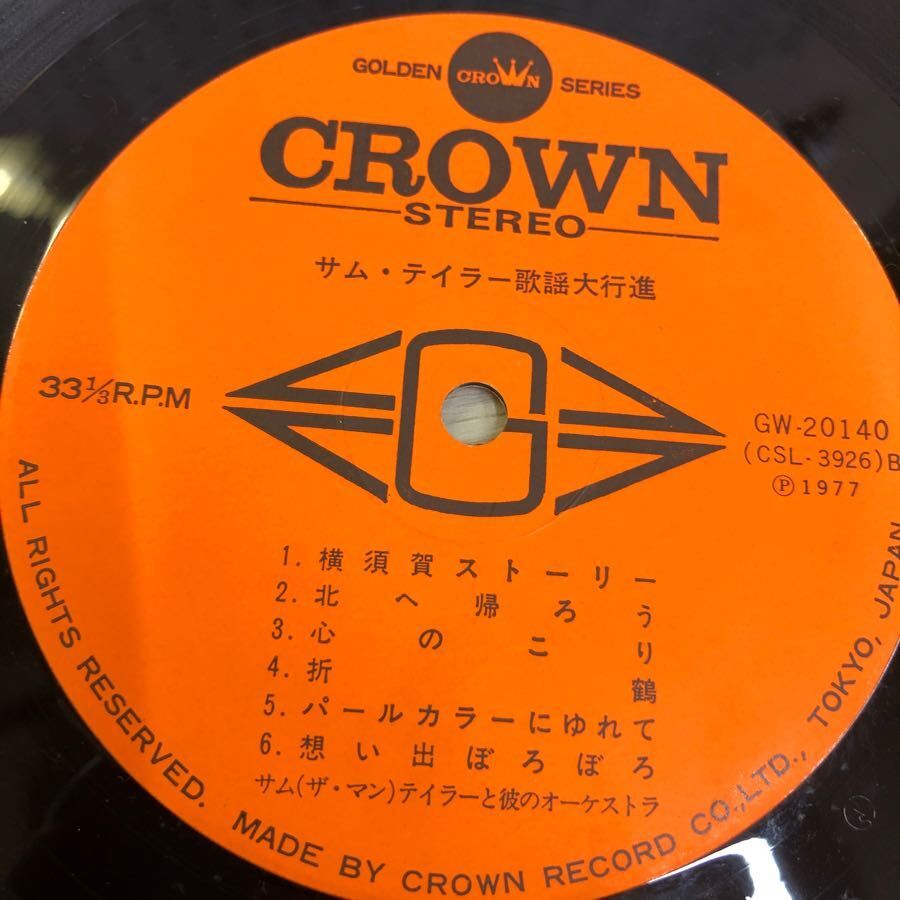 GOLDEN CROWN SERIES
CROWN
STEREO
サム・テイラー歌謡大行進
33⅓R.P.M
G
GW-20140
(CSL-3926)B
Ⓟ1977
1. 横須賀ストーリー
2. 北へ帰ろう
3. 心のこり
4. 折鶴
5. パールカラーにゆれて
6. 想い出ぼろぼろ
サム(ザ・マン)テイラーと彼のオーケストラ
ALL RIGHTS RESERVED. MADE BY CROWN RECORD CO.,LTD., TOKYO, JAPAN